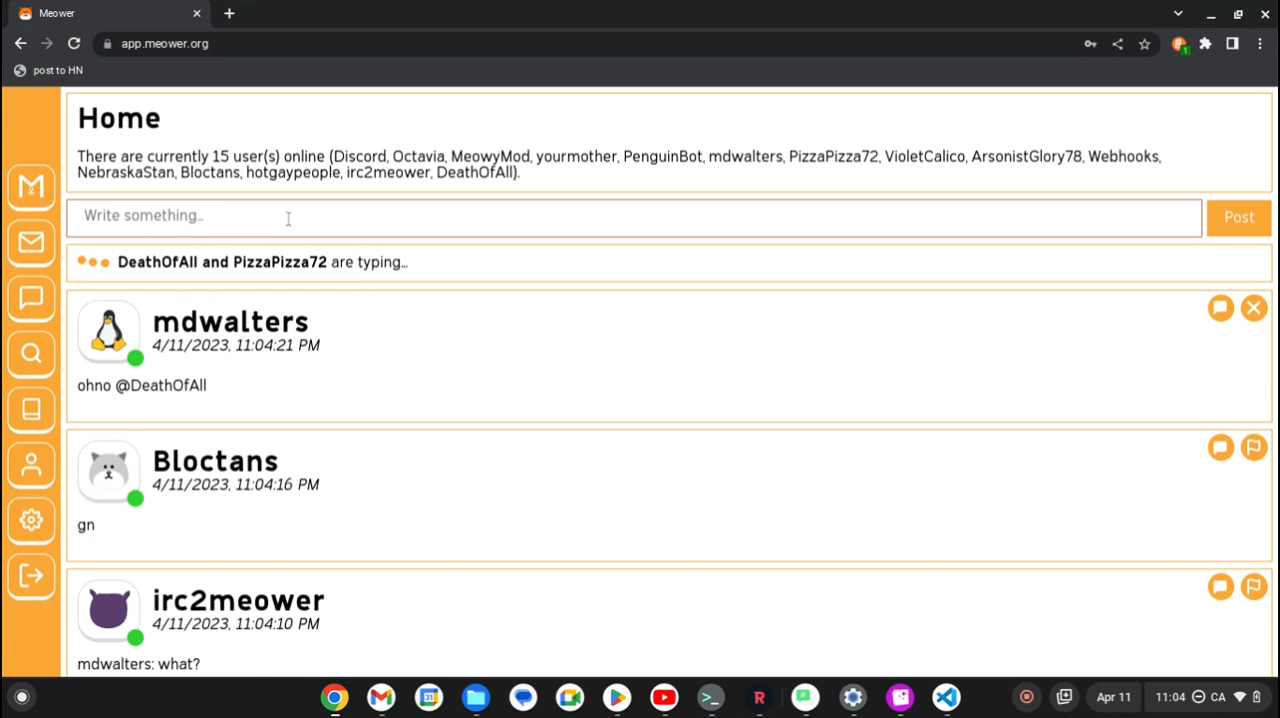 Meower
app.meower.org
post to HN
Home
There are currently 15 user(s) online (Discord, Octavia, MeowyMod, yourmother, PenguinBot, mdwalters, PizzaPizza72, VioletCalico, ArsonistGlory78, Webhooks,
NebraskaStan, Bloctans, hotgaypeople, irc2meower, DeathOfAll).
Write something...
Post
DeathOfAll and PizzaPizza72 are typing...
mdwalters
4/11/2023, 11:04:21 PM
ohno @DeathOfAll
Bloctans
4/11/2023, 11:04:16 PM
gn
irc2meower
4/11/2023, 11:04:10 PM
mdwalters: what?
Apr 11
11:04
CA